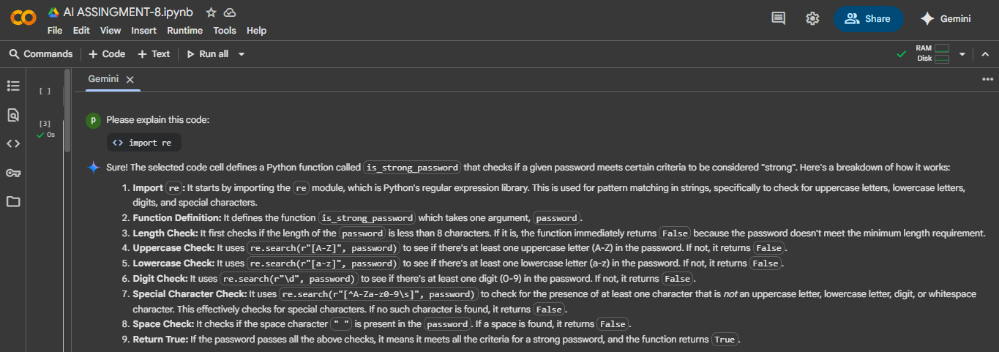 AI ASSINGMENT-8.ipynb
File Edit View Insert Runtime Tools Help
Share
Gemini
Commands + Code + Text Run all
RAM
Disk
Gemini
[ ]
[3]
0s
P
Please explain this code:
<> import re
Sure! The selected code cell defines a Python function called is_strong_password that checks if a given password meets certain criteria to be considered "strong". Here's a breakdown of how it works:
1. Import re: It starts by importing the re module, which is Python's regular expression library. This is used for pattern matching in strings, specifically to check for uppercase letters, lowercase letters,
digits, and special characters.
2. Function Definition: It defines the function is_strong_password which takes one argument, password.
3. Length Check: It first checks if the length of the password is less than 8 characters. If it is, the function immediately returns False because the password doesn't meet the minimum length requirement.
4. Uppercase Check: It uses re.search(r"[A-Z]", password) to see if there's at least one uppercase letter (A-Z) in the password. If not, it returns False.
5. Lowercase Check: It uses re.search(r"[a-z]", password) to see if there's at least one lowercase letter (a-z) in the password. If not, it returns False.
6. Digit Check: It uses re.search(r"\d", password) to see if there's at least one digit (0-9) in the password. If not, it returns False.
7. Special Character Check: It uses re.search(r"[^A-Za-z0-9\s]", password) to check for the presence of at least one character that is not an uppercase letter, lowercase letter, digit, or whitespace
character. This effectively checks for special characters. If no such character is found, it returns False.
8. Space Check: It checks if the space character " " is present in the password. If a space is found, it returns False.
9. Return True: If the password passes all the above checks, it means it meets all the criteria for a strong password, and the function returns True.